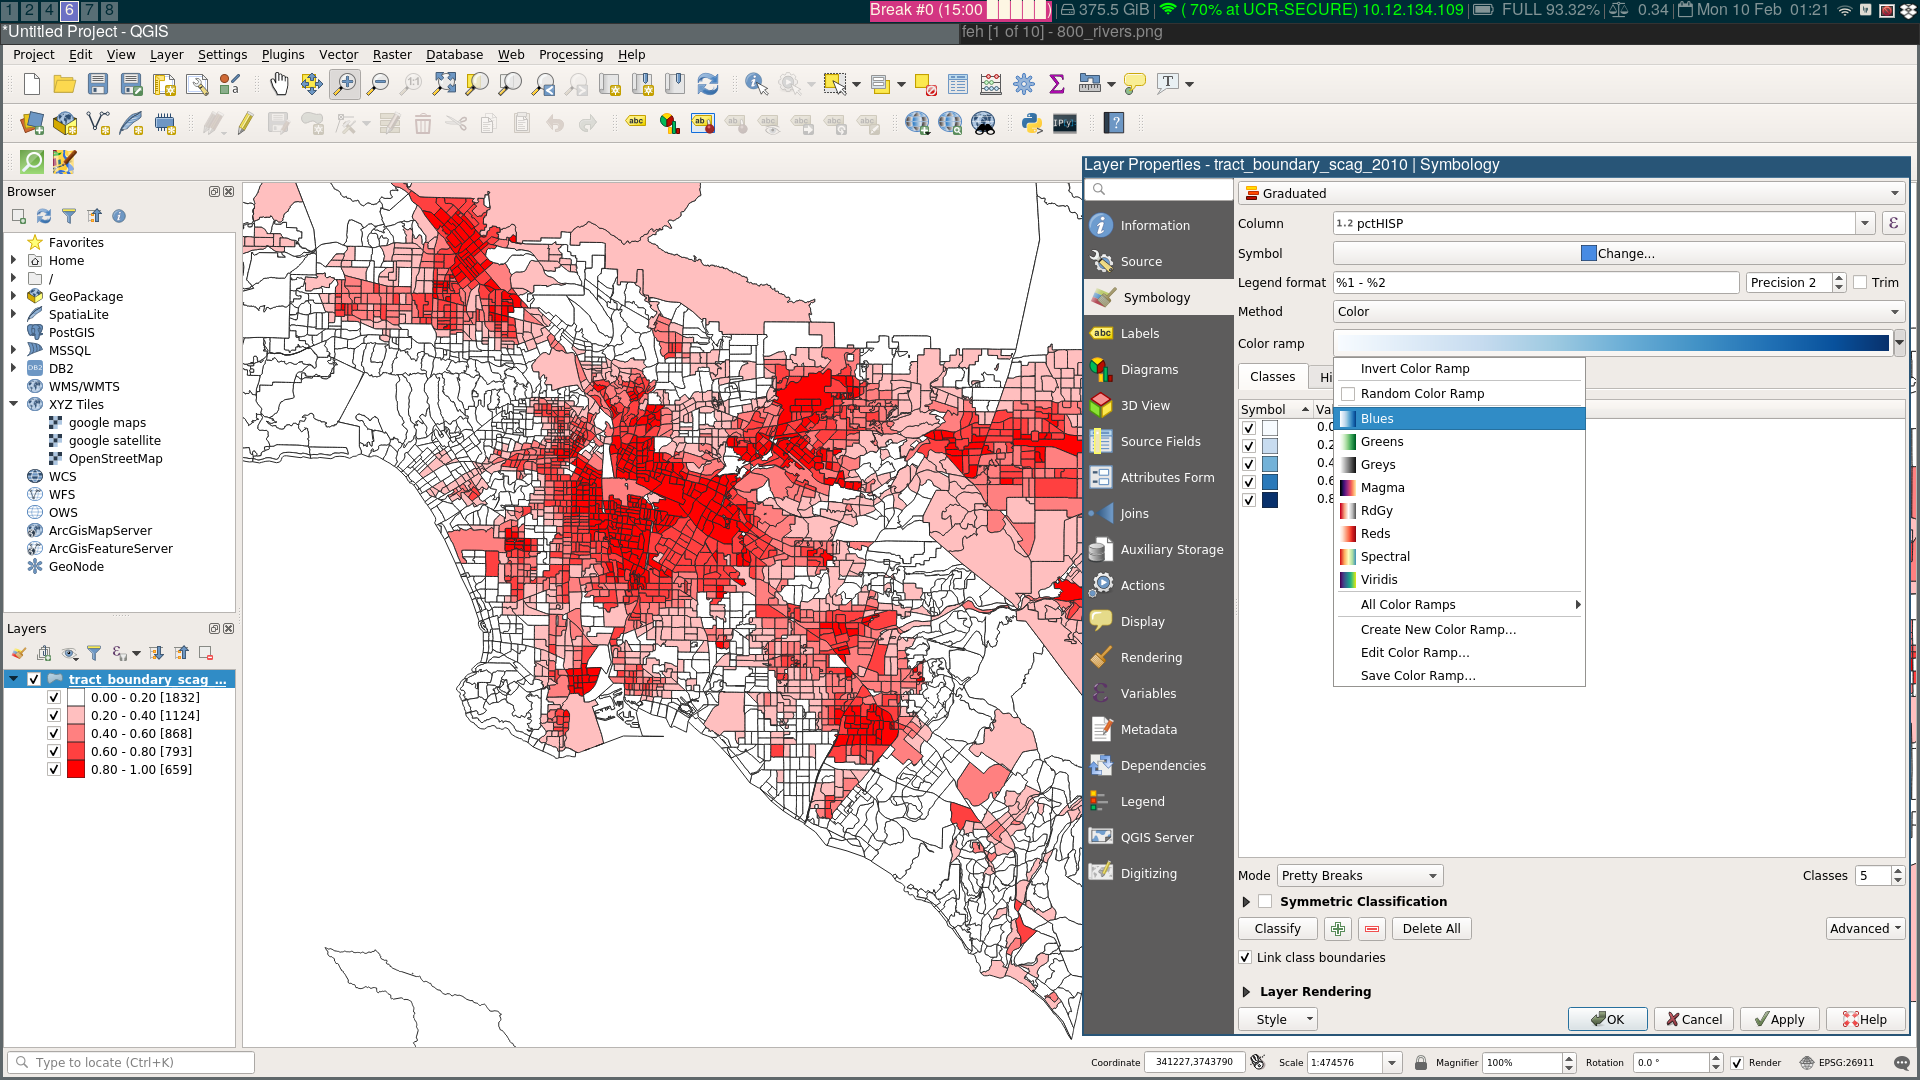 1 2 4 6 7 8
Break #0 (15:00 ) 375.5 GIB ( 70% at UCR-SECURE) 10.12.134.109 FULL 93.32% 0.34 Mon 10 Feb 01:21
*Untitled Project - QGIS
feh [1 of 10] - 800_rivers.png
Project Edit View Layer Settings Plugins Vector Raster Database Web Processing Help
Browser
Favorites
Home
/
GeoPackage
SpatiaLite
PostGIS
MSSQL
DB2
WMS/WMTS
XYZ Tiles
google maps
google satellite
OpenStreetMap
WCS
WFS
OWS
ArcGisMapServer
ArcGisFeatureServer
GeoNode
Layers
tract_boundary_scag ...
0.00 - 0.20 [1832]
0.20 - 0.40 [1124]
0.40 - 0.60 [868]
0.60 - 0.80 [793]
0.80 - 1.00 [659]
Layer Properties - tract_boundary_scag_2010 | Symbology
Information
Source
Symbology
Labels
Diagrams
3D View
Source Fields
Attributes Form
Joins
Auxiliary Storage
Actions
Display
Rendering
Variables
Metadata
Dependencies
Legend
QGIS Server
Digitizing
Graduated
Column 1.2 pctHISP
Symbol Change...
Legend format %1 - %2 Precision 2 Trim
Method Color
Color ramp
Classes Hi
Symbol Va
0.0
0.2
0.4
0.6
0.8
Invert Color Ramp
Random Color Ramp
Blues
Greens
Greys
Magma
RdGy
Reds
Spectral
Viridis
All Color Ramps
Create New Color Ramp...
Edit Color Ramp...
Save Color Ramp...
Mode Pretty Breaks Classes 5
Symmetric Classification
Classify Delete All Advanced
Link class boundaries
Layer Rendering
Style OK Cancel Apply Help
Type to locate (Ctrl+K)
Coordinate 341227,3743790 Scale 1:474576 Magnifier 100% Rotation 0.0 ° Render EPSG:26911